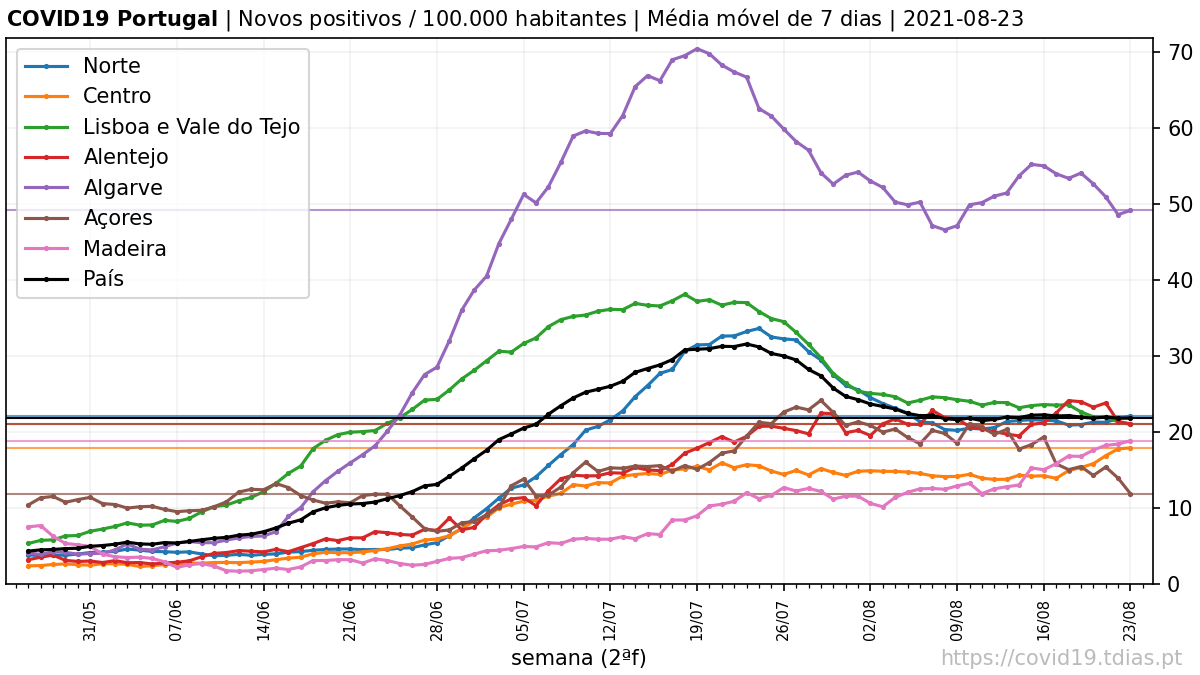 COVID19 Portugal | Novos positivos / 100.000 habitantes | Média móvel de 7 dias | 2021-08-23
Norte
Centro
Lisboa e Vale do Tejo
Alentejo
Algarve
Açores
Madeira
País
70
60
50
40
30
20
10
0
31/05
07/06
14/06
21/06
28/06
05/07
12/07
19/07
26/07
02/08
09/08
16/08
23/08
semana (2ªf)
https://covid19.tdias.pt